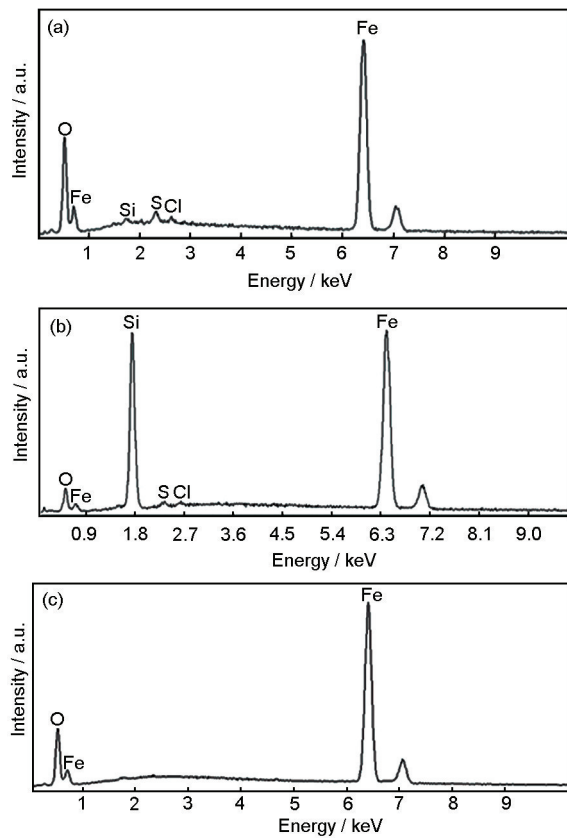 (a)
Fe
O
Fe
Si S Cl
Intensity / a.u.
1 2 3 4 5 6 7 8 9
Energy / keV
(b)
Si
Fe
O
Fe
S Cl
Intensity / a.u.
0.9 1.8 2.7 3.6 4.5 5.4 6.3 7.2 8.1 9.0
Energy / keV
(c)
Fe
O
Fe
Intensity / a.u.
1 2 3 4 5 6 7 8 9
Energy / keV